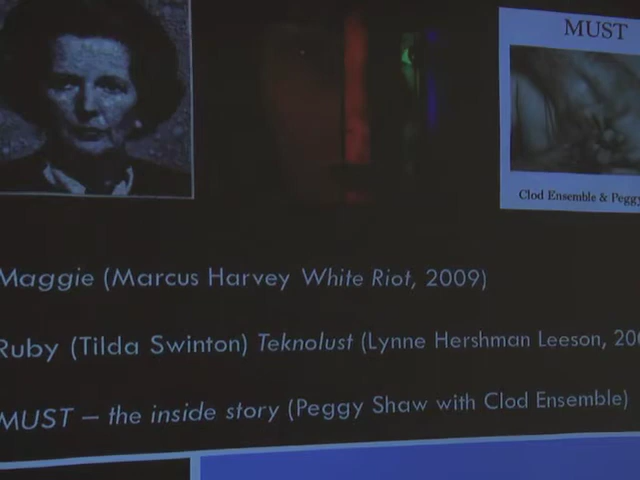 MUST
Clod Ensemble & Peggy
Maggie (Marcus Harvey White Riot, 2009)
Ruby (Tilda Swinton) Teknolust (Lynne Hershman Leeson, 20
MUST – the inside story (Peggy Shaw with Clod Ensemble)